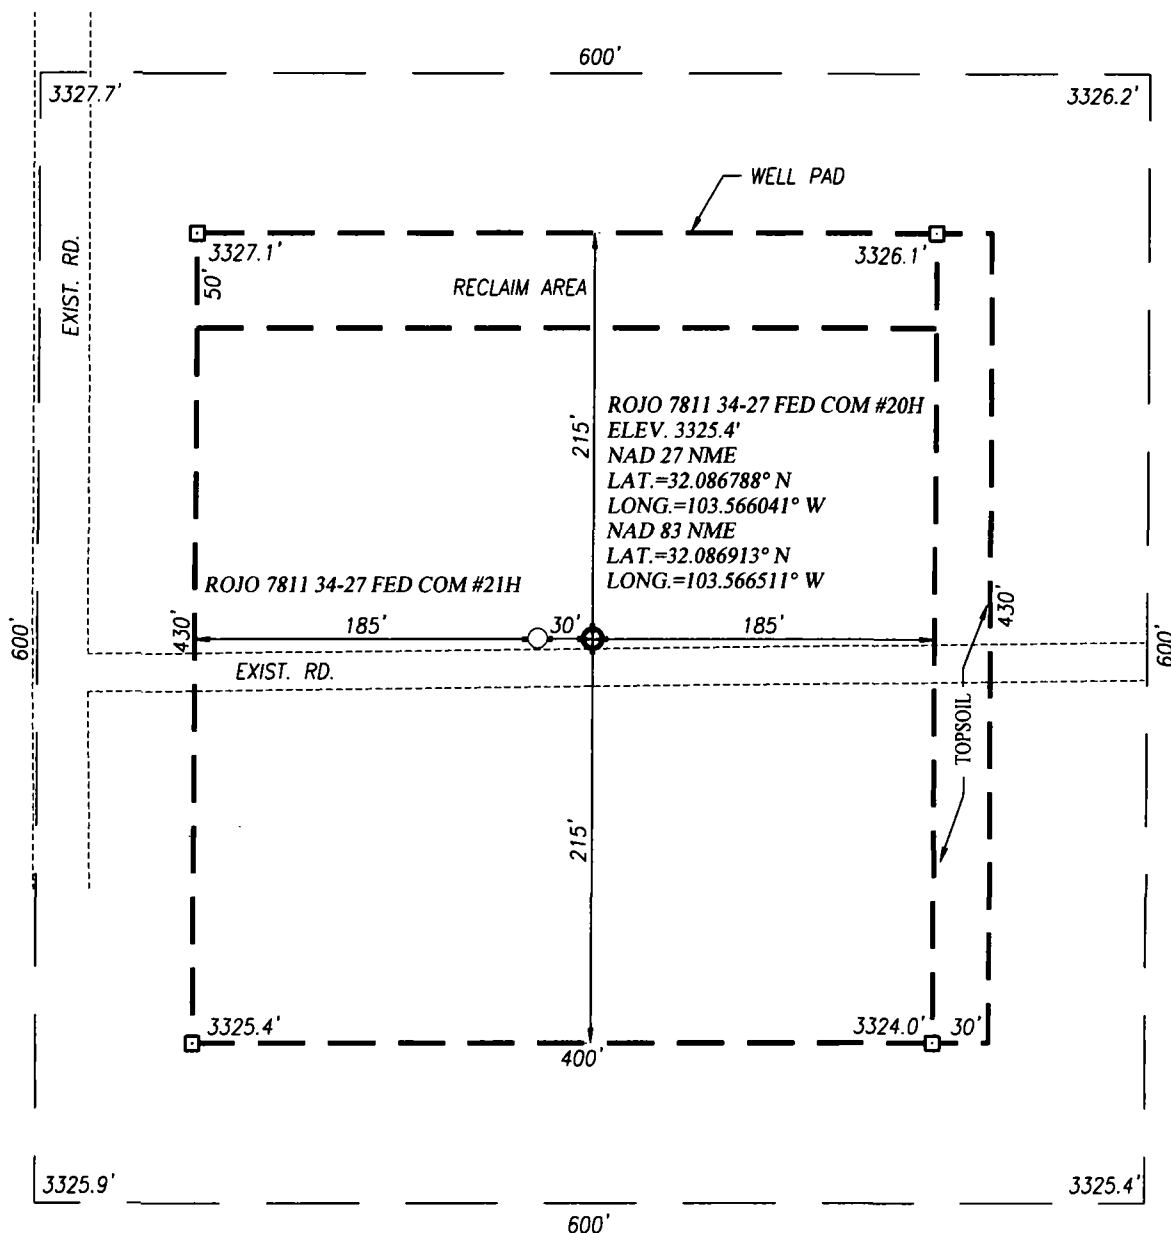 600'
3327.7'
3326.2'
WELL PAD
EXIST. RD.
3327.1'
3326.1'
50'
RECLAIM AREA
215'
ROJO 7811 34-27 FED COM #20H
ELEV. 3325.4'
NAD 27 NME
LAT.=32.086788° N
LONG.=103.566041° W
NAD 83 NME
LAT.=32.086913° N
LONG.=103.566511° W
ROJO 7811 34-27 FED COM #21H
430'
185'
30'
185'
430'
600'
600'
EXIST. RD.
TOPSOIL
215'
3325.4'
3324.0'
30'
400'
3325.9'
3325.4'
600'